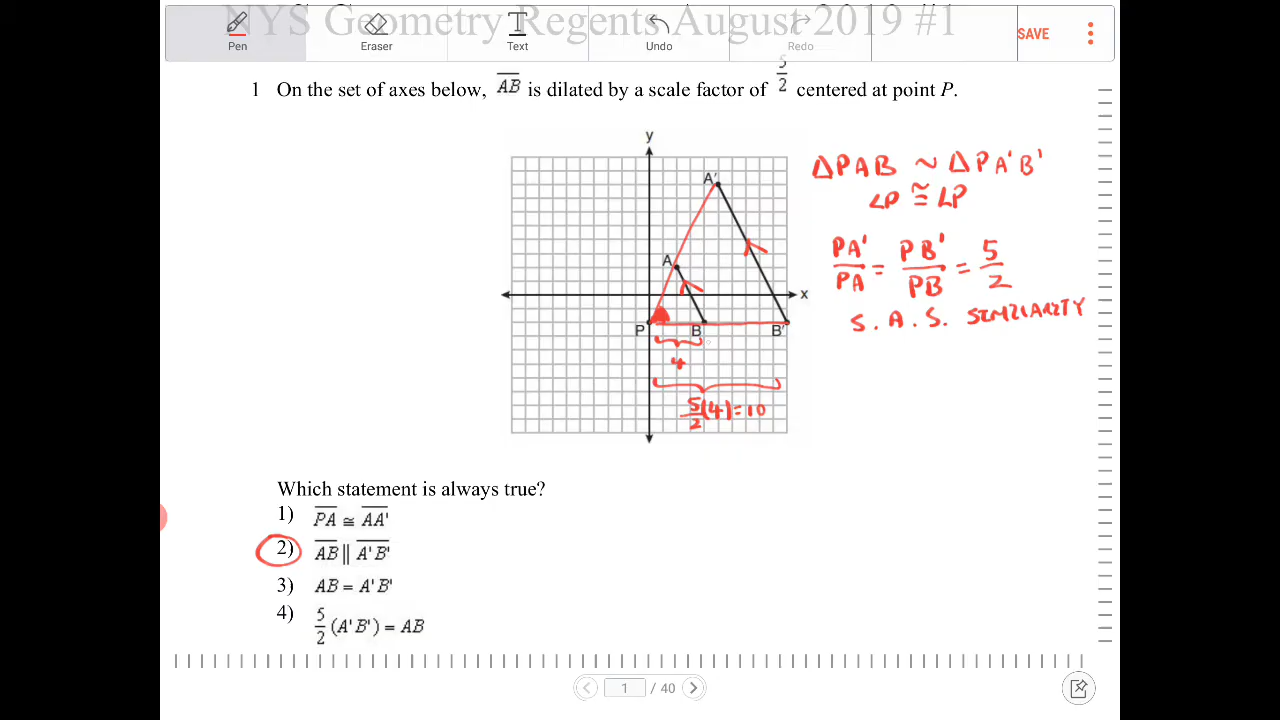 NYS Geometry Regents August 2019 #1
Pen
Eraser
Text
Undo
Redo
SAVE
1 On the set of axes below, AB is dilated by a scale factor of 5/2 centered at point P.
y
A'
A
x
P
B
B'
4
5/2(4)=10
ΔPAB ~ ΔPA'B'
∠P ≅ ∠P
PA'/PA = PB'/PB = 5/2
S.A.S. SIMILARITY
Which statement is always true?
1) PA ≅ AA'
2) AB || A'B'
3) AB = A'B'
4) 5/2 (A'B') = AB
1 / 40